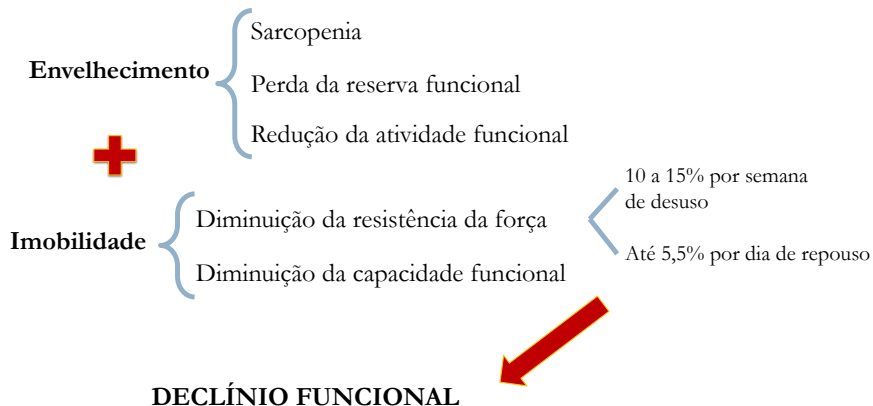 Sarcopenia
Envelhecimento
Perda da reserva funcional
Redução da atividade funcional
10 a 15% por semana
de desuso
Diminuição da resistência da força
Imobilidade
Até 5,5% por dia de repouso
Diminuição da capacidade funcional
DECLÍNIO FUNCIONAL